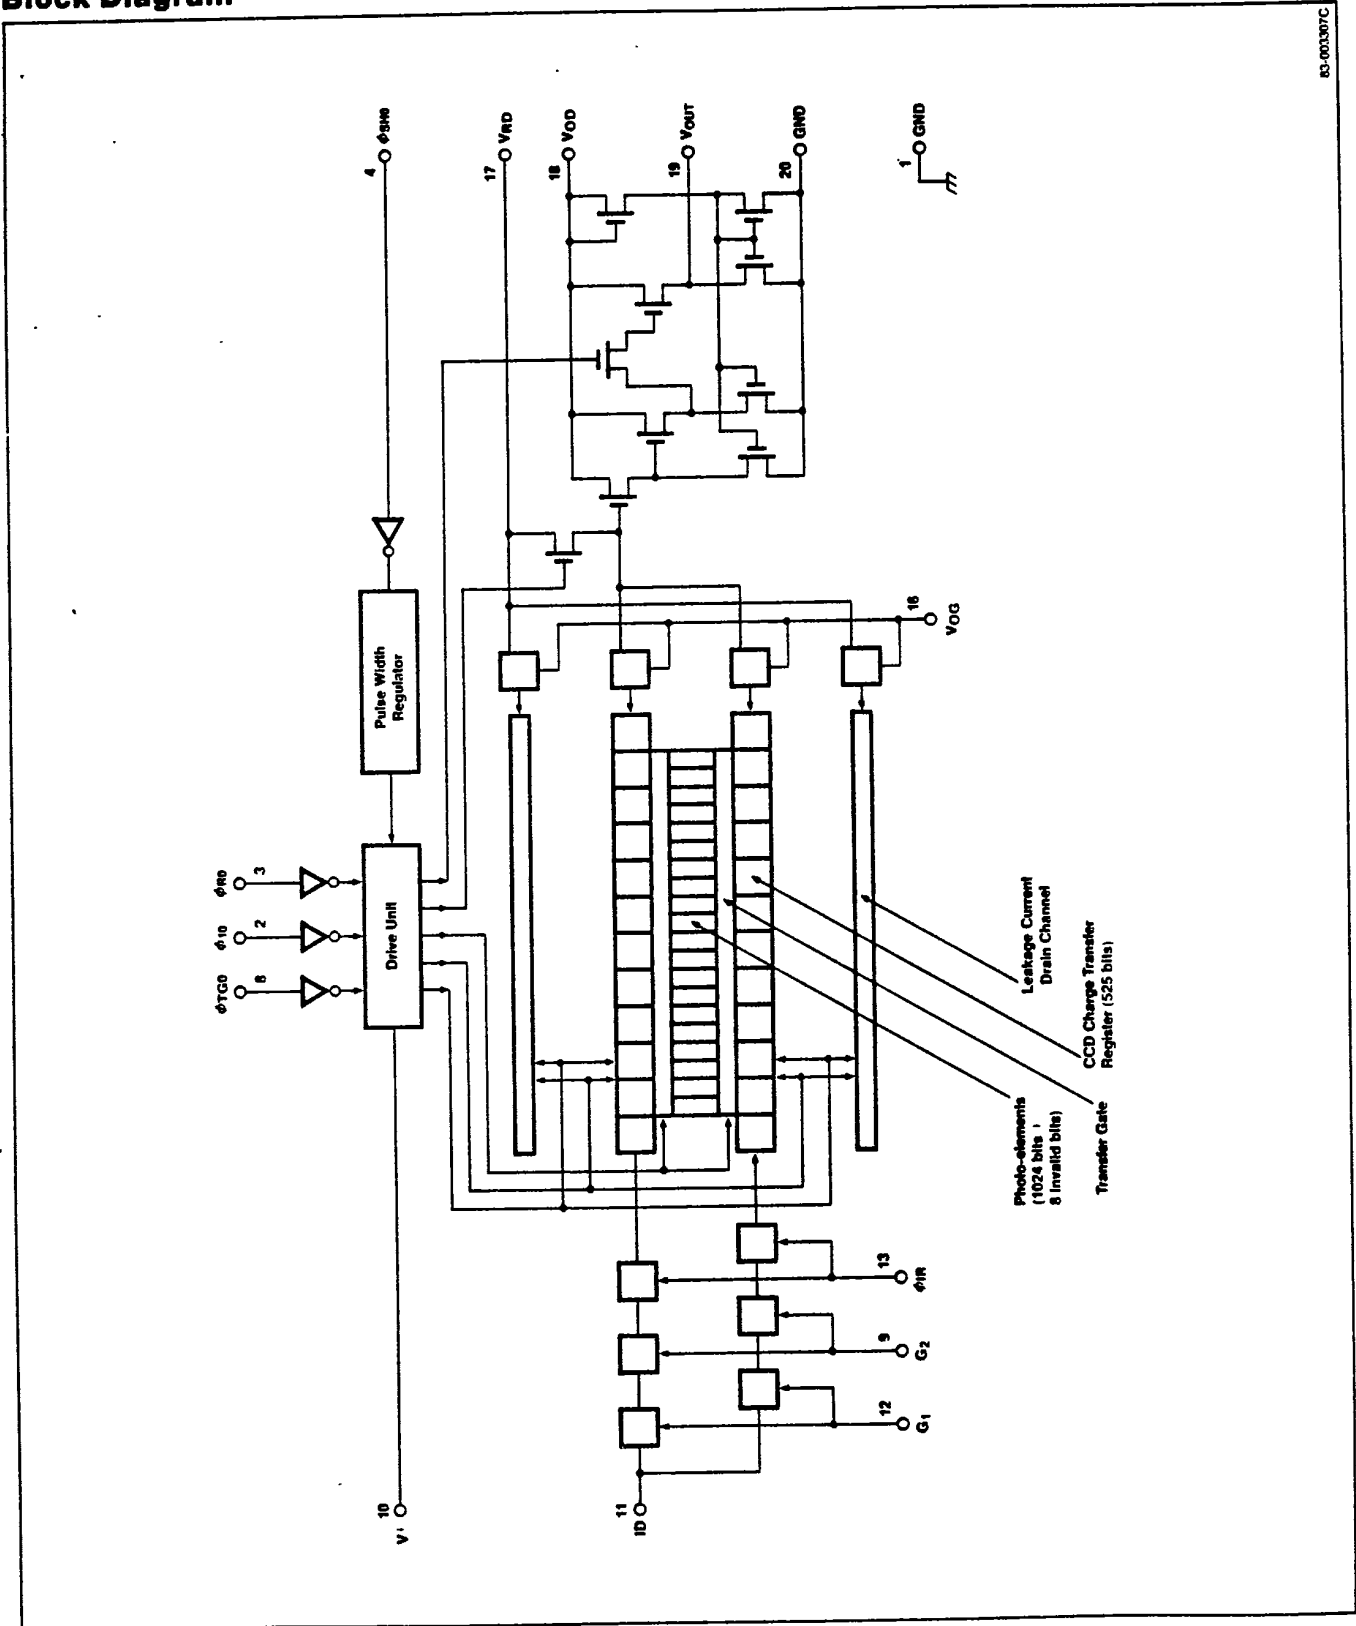 Block Diagram
83-003307C
4 ϕSH0
17 VRD
18 VOD
19 VOUT
20 GND
1 GND
Pulse Width
Regulator
ϕR0 3
ϕ10 2
ϕTG0 8
Drive Unit
16
VOG
Leakage Current
Drain Channel
CCD Charge Transfer
Register (525 bits)
Transfer Gate
Photo-elements
(1024 bits +
8 invalid bits)
13
ϕIR
9
G2
12
G1
10
V+
11
ID